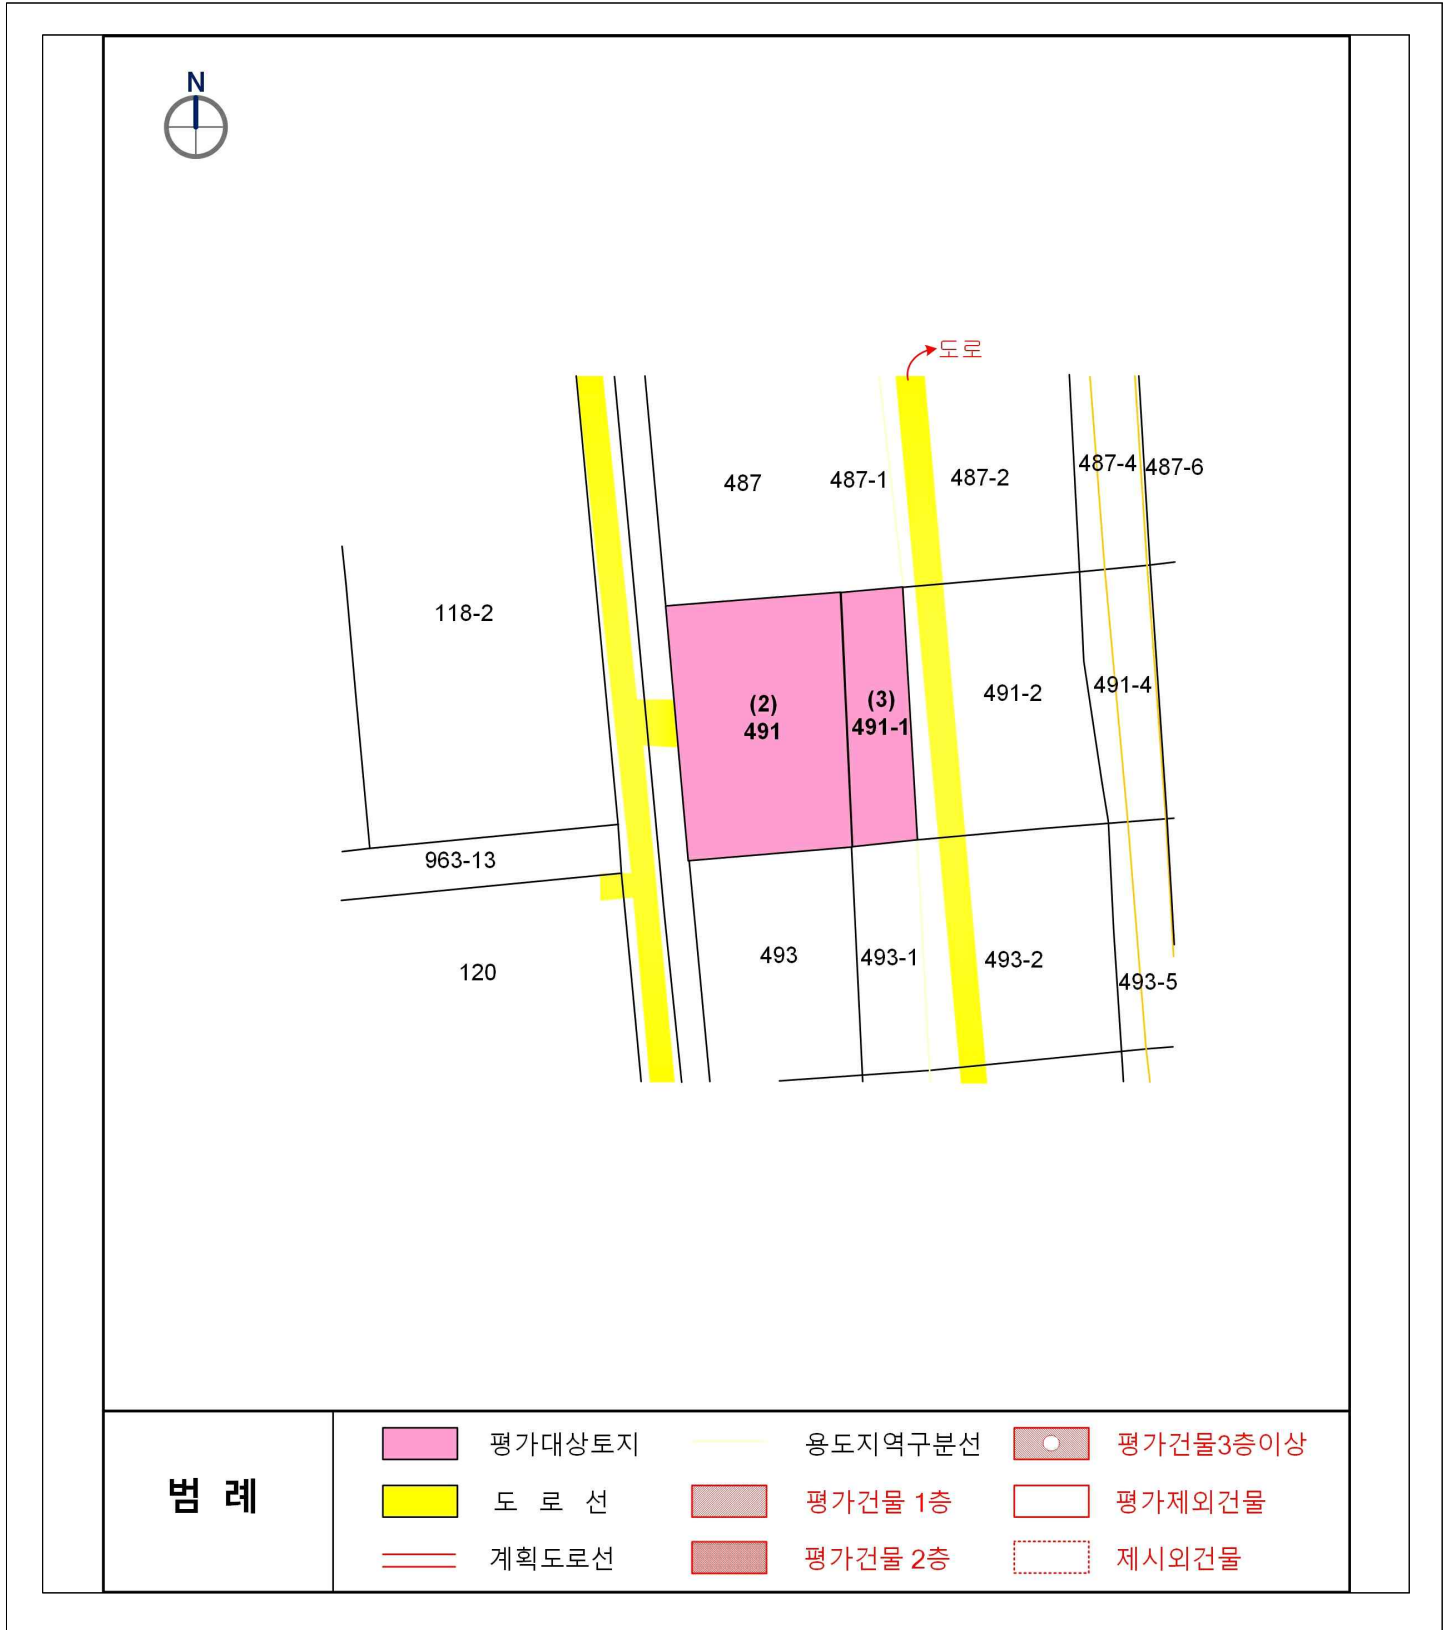 N
도로
487
487-1
487-2
487-4
487-6
118-2
(2)
491
(3)
491-1
491-2
491-4
963-13
120
493
493-1
493-2
493-5
범 례
평가대상토지
용도지역구분선
평가건물3층이상
도 로 선
평가건물 1층
평가제외건물
계획도로선
평가건물 2층
제시외건물